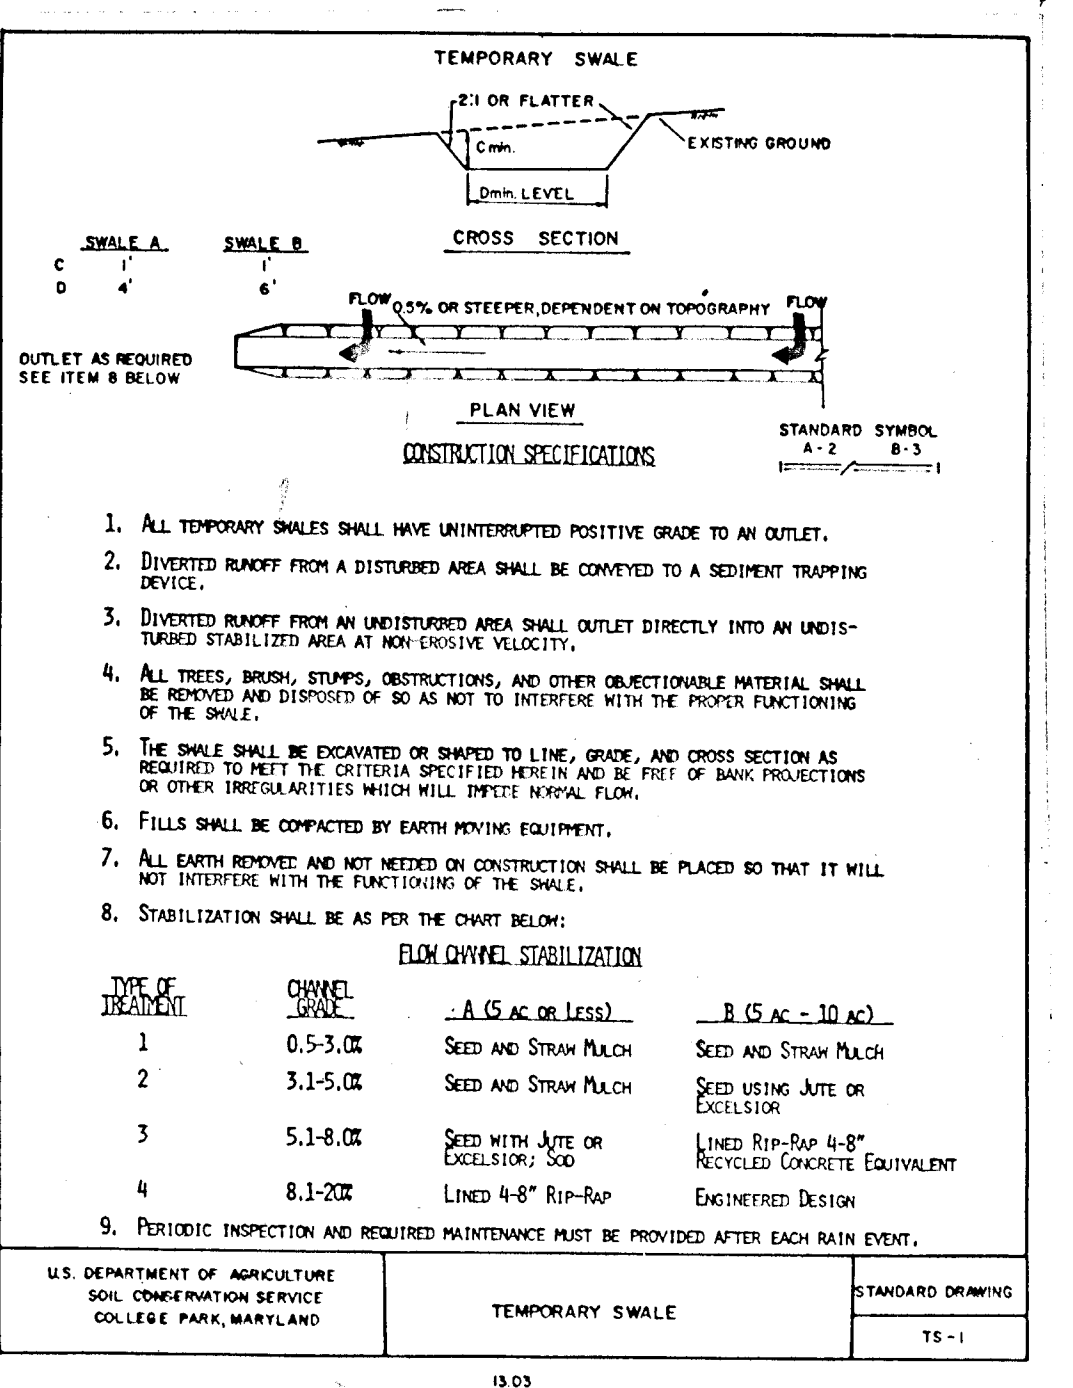 TEMPORARY SWALE
2:1 OR FLATTER
C min.
EXISTING GROUND
Dmin. LEVEL
CROSS SECTION
SWALE A SWALE B
C 1' 1'
D 4' 6'
FLOW 0.5% OR STEEPER, DEPENDENT ON TOPOGRAPHY FLOW
OUTLET AS REQUIRED
SEE ITEM 8 BELOW
PLAN VIEW
STANDARD SYMBOL
A-2 B-3
CONSTRUCTION SPECIFICATIONS
1. ALL TEMPORARY SWALES SHALL HAVE UNINTERRUPTED POSITIVE GRADE TO AN OUTLET.
2. DIVERTED RUNOFF FROM A DISTURBED AREA SHALL BE CONVEYED TO A SEDIMENT TRAPPING
DEVICE.
3. DIVERTED RUNOFF FROM AN UNDISTURBED AREA SHALL OUTLET DIRECTLY INTO AN UNDIS-
TURBED STABILIZED AREA AT NON-EROSIVE VELOCITY.
4. ALL TREES, BRUSH, STUMPS, OBSTRUCTIONS, AND OTHER OBJECTIONABLE MATERIAL SHALL
BE REMOVED AND DISPOSED OF SO AS NOT TO INTERFERE WITH THE PROPER FUNCTIONING
OF THE SWALE.
5. THE SWALE SHALL BE EXCAVATED OR SHAPED TO LINE, GRADE, AND CROSS SECTION AS
REQUIRED TO MEET THE CRITERIA SPECIFIED HEREIN AND BE FREE OF BANK PROJECTIONS
OR OTHER IRREGULARITIES WHICH WILL IMPEDE NORMAL FLOW.
6. FILLS SHALL BE COMPACTED BY EARTH MOVING EQUIPMENT.
7. ALL EARTH REMOVED AND NOT NEEDED ON CONSTRUCTION SHALL BE PLACED SO THAT IT WILL
NOT INTERFERE WITH THE FUNCTIONING OF THE SWALE.
8. STABILIZATION SHALL BE AS PER THE CHART BELOW:
FLOW CHANNEL STABILIZATION
TYPE OF
TREATMENT
CHANNEL
GRADE
A (5 AC OR LESS)
B (5 AC - 10 AC)
1 0.5-3.0% SEED AND STRAW MULCH SEED AND STRAW MULCH
2 3.1-5.0% SEED AND STRAW MULCH SEED USING JUTE OR
EXCELSIOR
3 5.1-8.0% SEED WITH JUTE OR LINED RIP-RAP 4-8"
EXCELSIOR; SOD RECYCLED CONCRETE EQUIVALENT
4 8.1-20% LINED 4-8" RIP-RAP ENGINEERED DESIGN
9. PERIODIC INSPECTION AND REQUIRED MAINTENANCE MUST BE PROVIDED AFTER EACH RAIN EVENT.
U.S. DEPARTMENT OF AGRICULTURE
SOIL CONSERVATION SERVICE
COLLEGE PARK, MARYLAND
TEMPORARY SWALE
STANDARD DRAWING
TS-1
13.03